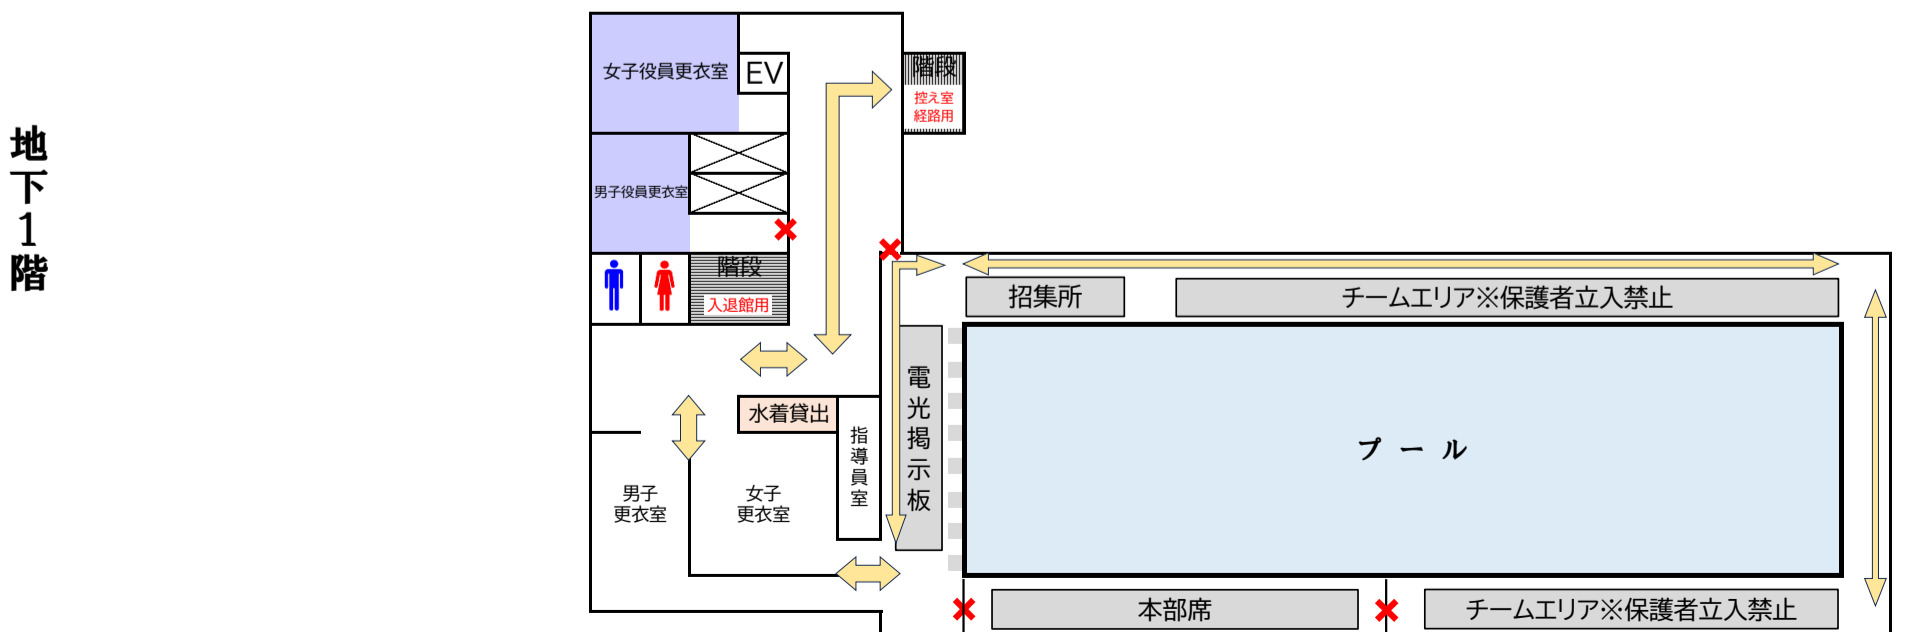 地下1階
女子役員更衣室
EV
階段
控え室
経路用
男子役員更衣室
階段
入退館用
招集所
チームエリア※保護者立入禁止
電光掲示板
プール
水着貸出
指導員室
男子
更衣室
女子
更衣室
本部席
チームエリア※保護者立入禁止